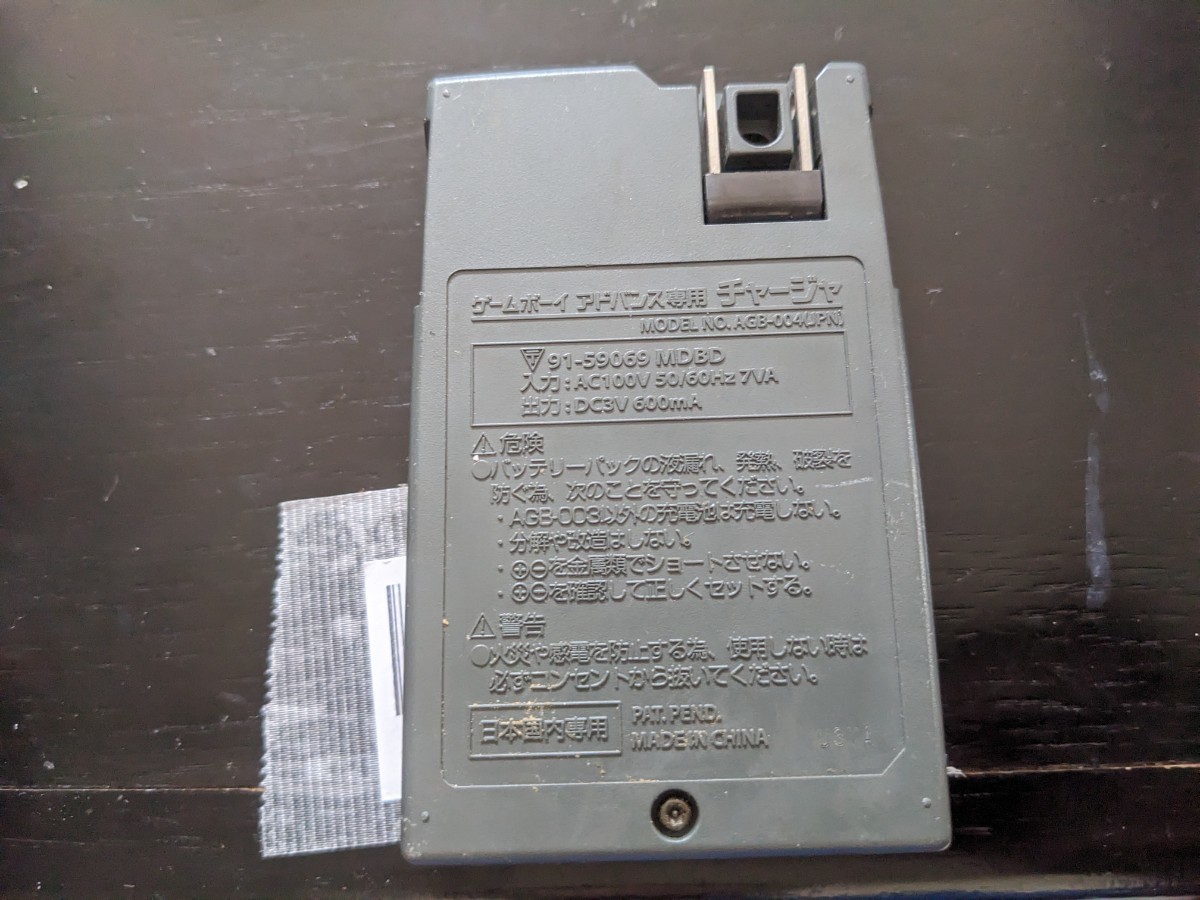 ゲームボーイ アドバンス専用 チャージャ
MODEL NO. AGB-004(JPN)
91-59069 MDBD
入力:AC100V 50/60Hz 7VA
出力:DC3V 600mA
⚠危険
○バッテリーパックの液漏れ、発熱、破裂を
防ぐ為、次のことを守ってください。
・AGB-003以外の充電池は充電しない。
・分解や改造はしない。
・⊕⊖を金属類でショートさせない。
・⊕⊖を確認して正しくセットする。
⚠警告
○火災や感電を防止する為、使用しない時は
必ずコンセントから抜いてください。
日本国内専用
PAT. PEND.
MADE IN CHINA